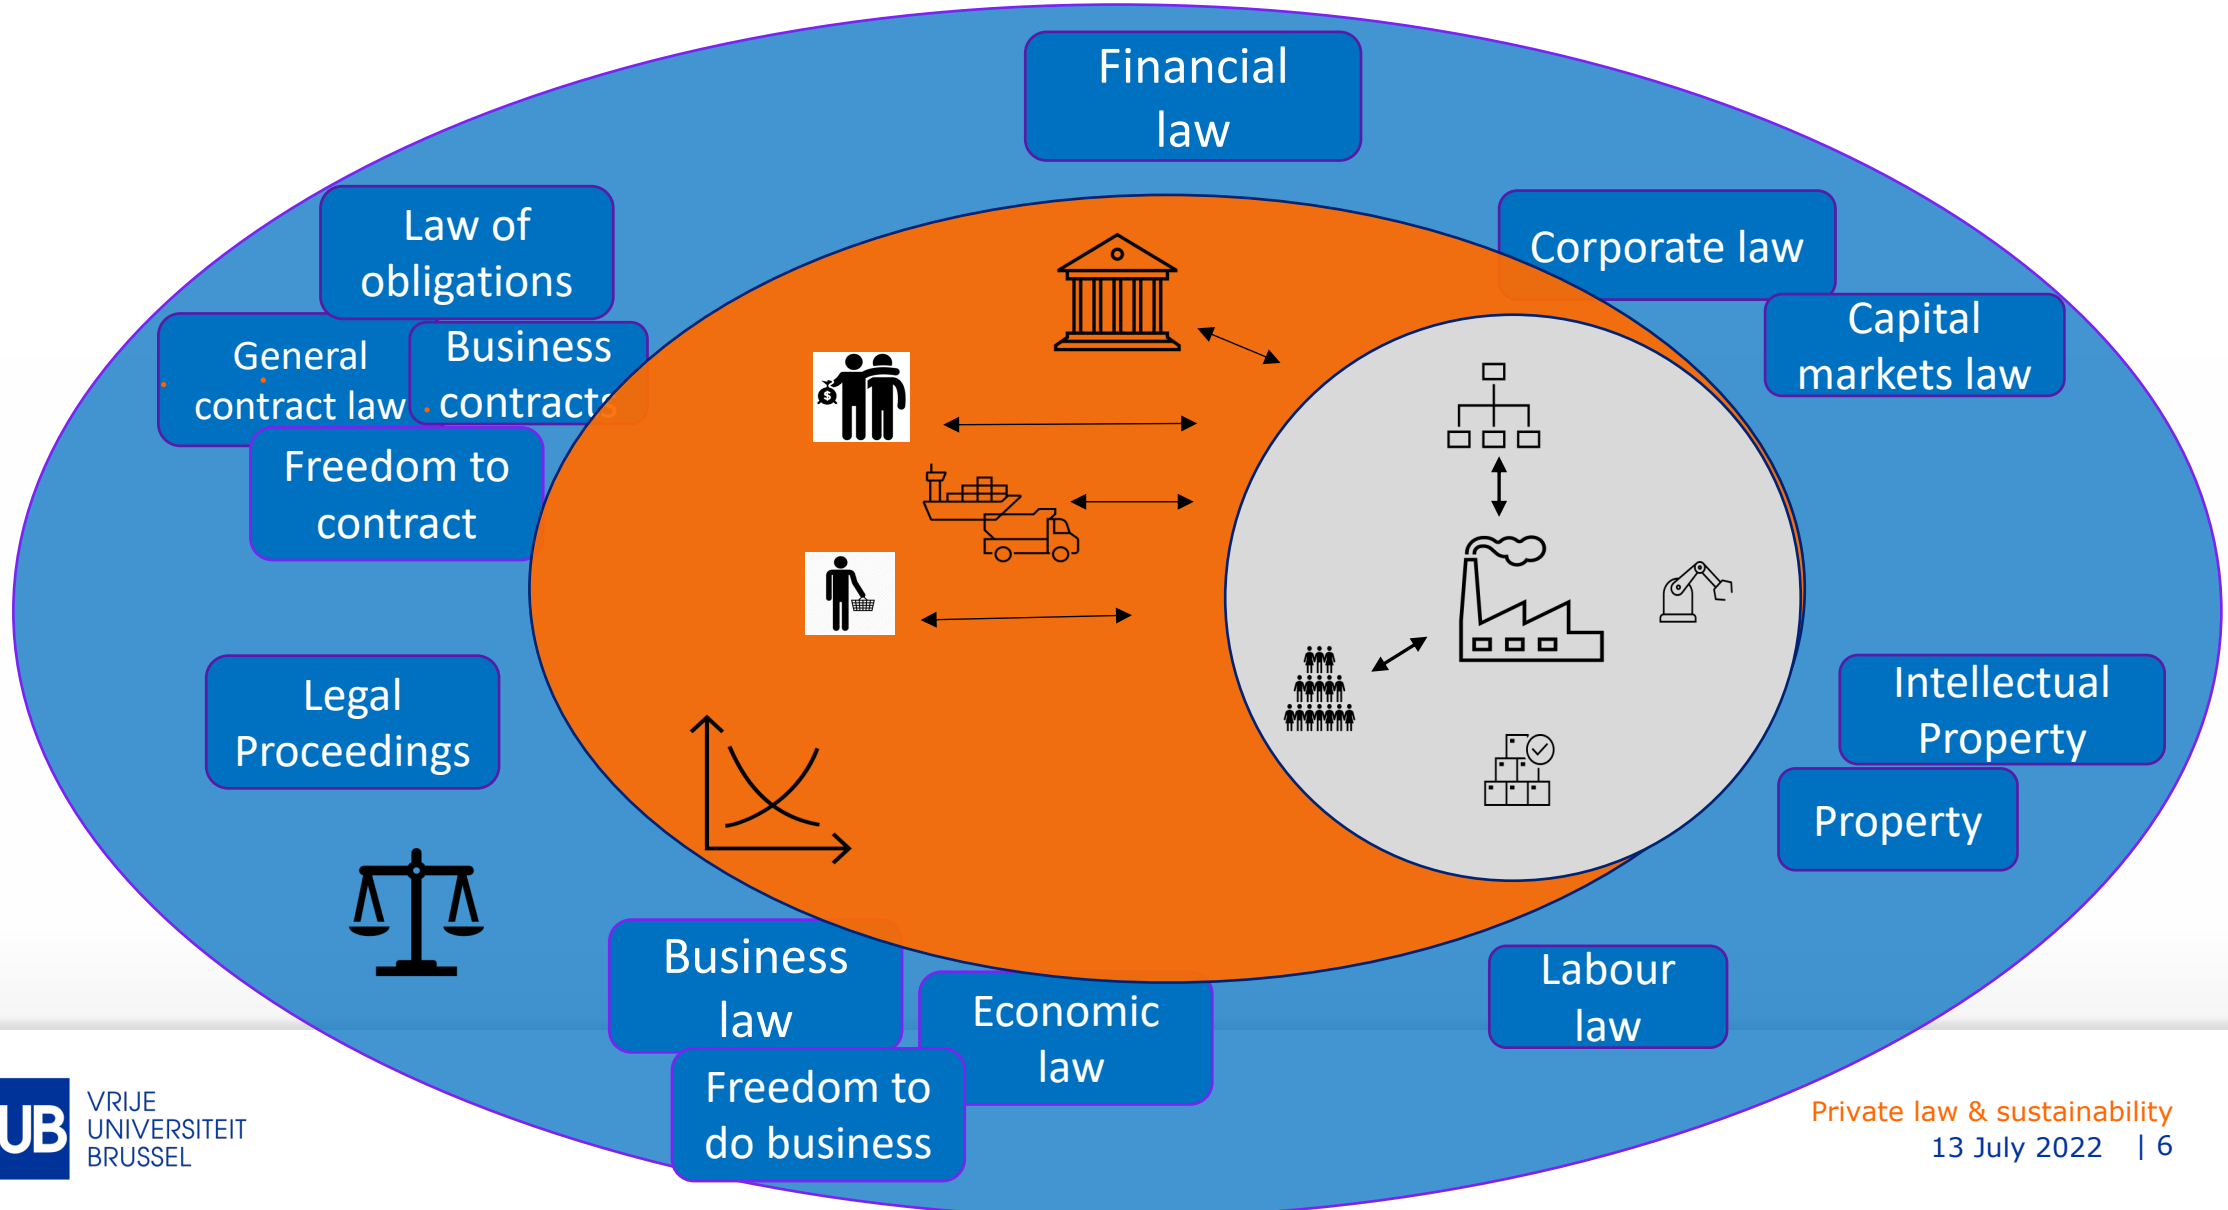 Financial
law
Law of
obligations
Corporate law
General
contract law
Business
contracts
Capital
markets law
$
Freedom to
contract
Legal
Proceedings
Intellectual
Property
Property
Business
law
Economic
law
Labour
law
Freedom to
do business
UB
VRIJE
UNIVERSITEIT
BRUSSEL
Private law & sustainability
13 July 2022 | 6